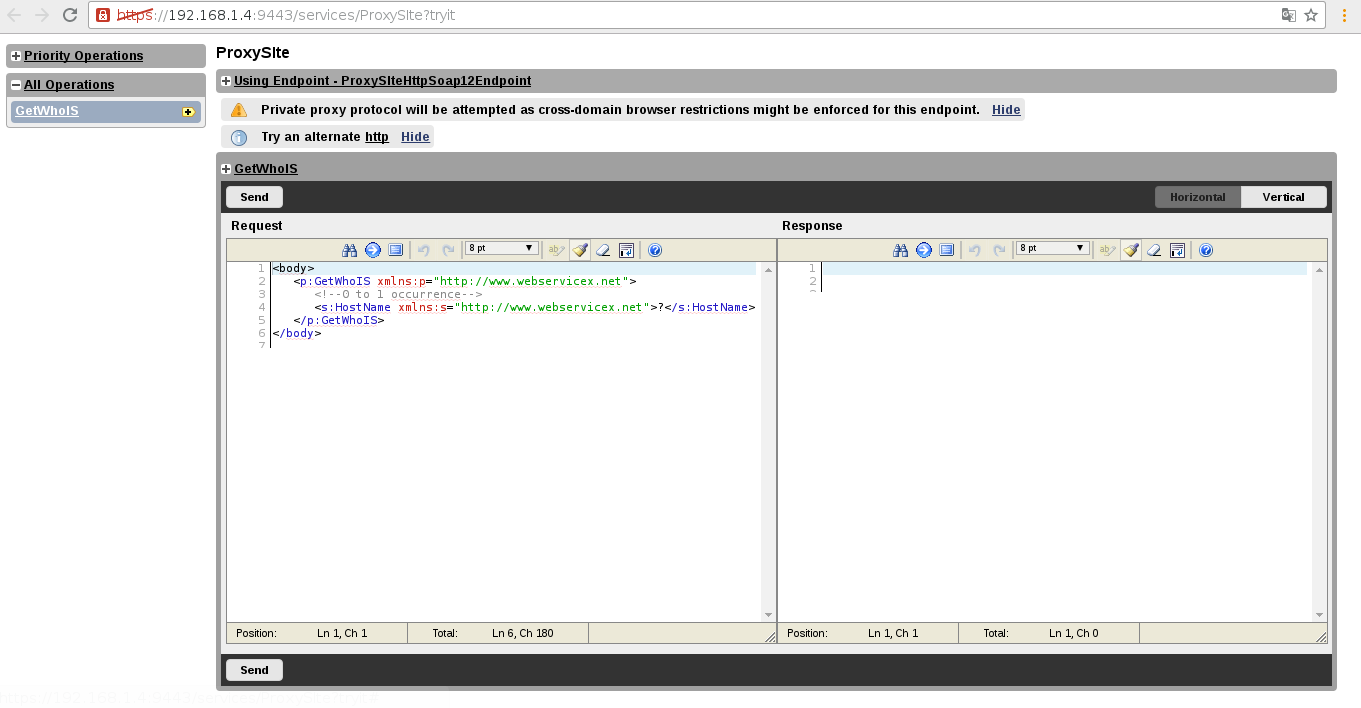 https://192.168.1.4:9443/services/ProxySIte?tryit
Priority Operations
All Operations
GetWhoIS
ProxySIte
Using Endpoint - ProxySIteHttpSoap12Endpoint
Private proxy protocol will be attempted as cross-domain browser restrictions might be enforced for this endpoint. Hide
Try an alternate http Hide
GetWhoIS
Send Horizontal Vertical
Request Response
8 pt 8 pt
1 <body>
2 <p:GetWhoIS xmlns:p="http://www.webservicex.net">
3 <!--0 to 1 occurrence-->
4 <s:HostName xmlns:s="http://www.webservicex.net">?</s:HostName>
5 </p:GetWhoIS>
6 </body>
7
1
2
Position: Ln 1, Ch 1 Total: Ln 6, Ch 180
Position: Ln 1, Ch 1 Total: Ln 1, Ch 0
Send